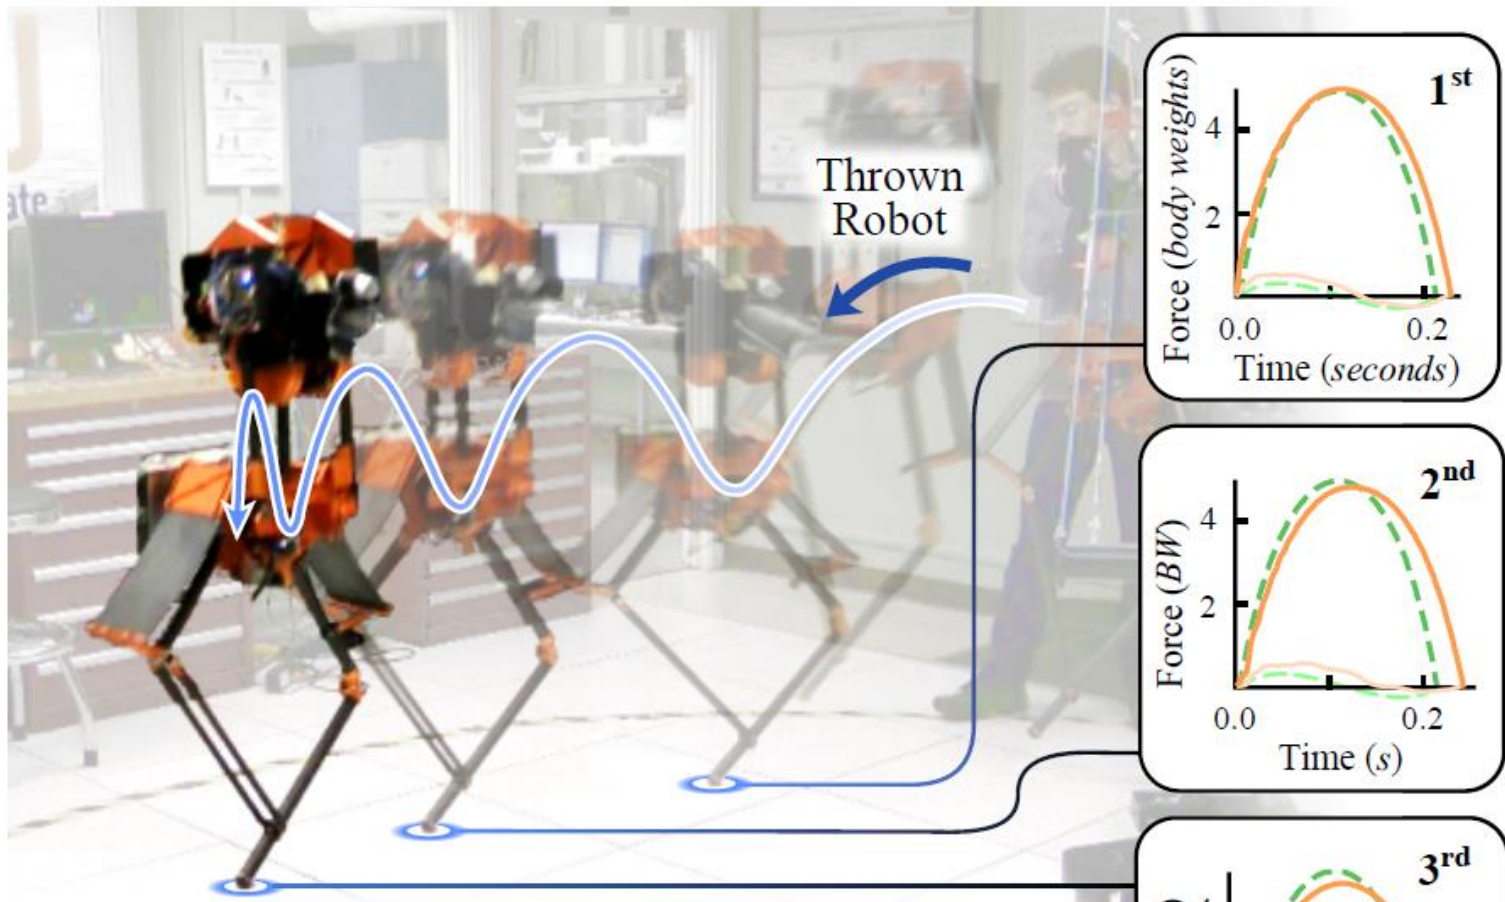 ate
Thrown
Robot
1st
Force (body weights)
4
2
0.0
0.2
Time (seconds)
2nd
Force (BW)
4
2
0.0
0.2
Time (s)
3rd